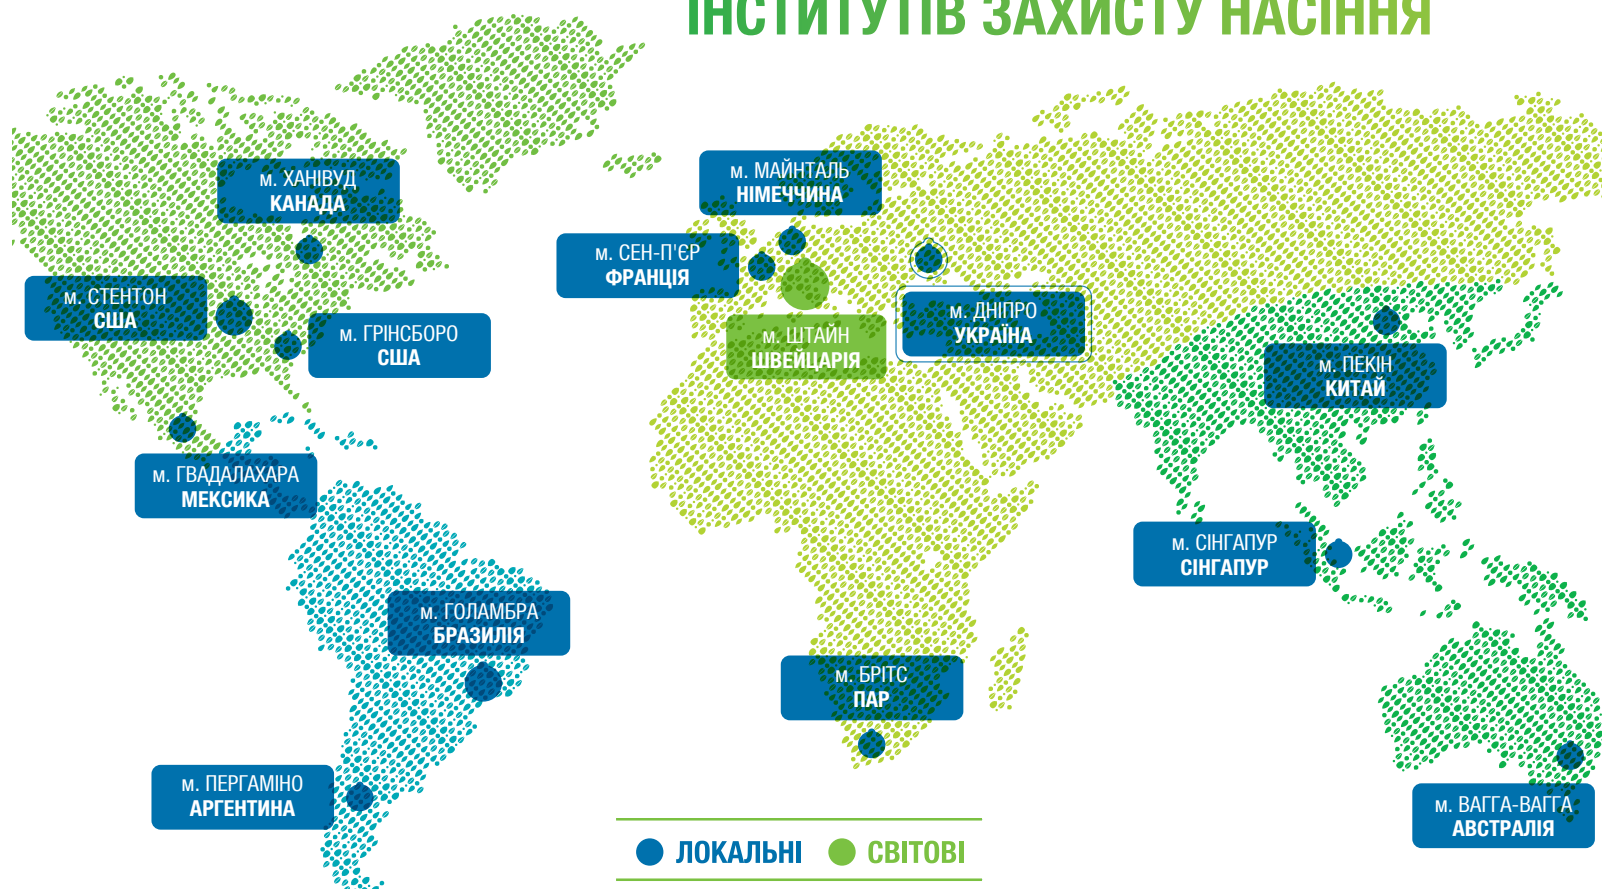 ІНСТИТУТІВ ЗАХИСТУ НАСІННЯ
м. ХАНІВУД
КАНАДА
м. МАЙНТАЛЬ
НІМЕЧЧИНА
м. СЕН-П'ЄР
ФРАНЦІЯ
м. СТЕНТОН
США
м. ГРІНСБОРО
США
м. ШТАЙН
ШВЕЙЦАРІЯ
м. ДНІПРО
УКРАЇНА
м. ПЕКІН
КИТАЙ
м. ГВАДАЛАХАРА
МЕКСИКА
м. СІНГАПУР
СІНГАПУР
м. ГОЛАМБРА
БРАЗИЛІЯ
м. БРІТС
ПАР
м. ПЕРГАМІНО
АРГЕНТИНА
м. ВАГГА-ВАГГА
АВСТРАЛІЯ
ЛОКАЛЬНІ СВІТОВІ